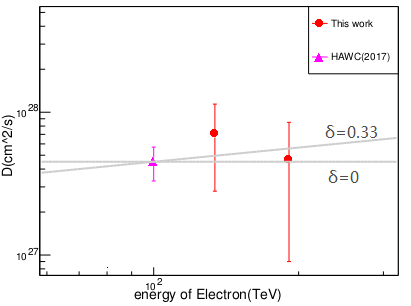 This work
HAWC(2017)
10^28
D(cm^2/s)
δ=0.33
δ=0
10^27
10^2
energy of Electron(TeV)